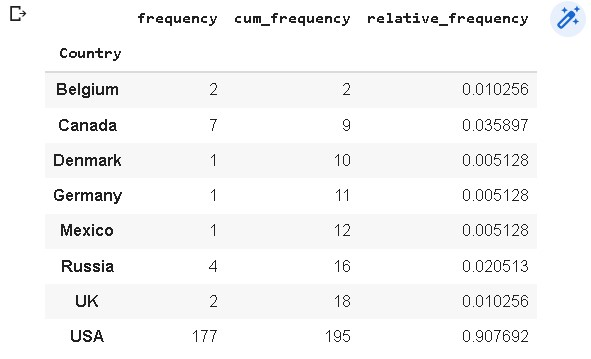 frequency cum_frequency relative_frequency
Country
Belgium 2 2 0.010256
Canada 7 9 0.035897
Denmark 1 10 0.005128
Germany 1 11 0.005128
Mexico 1 12 0.005128
Russia 4 16 0.020513
UK 2 18 0.010256
USA 177 195 0.907692